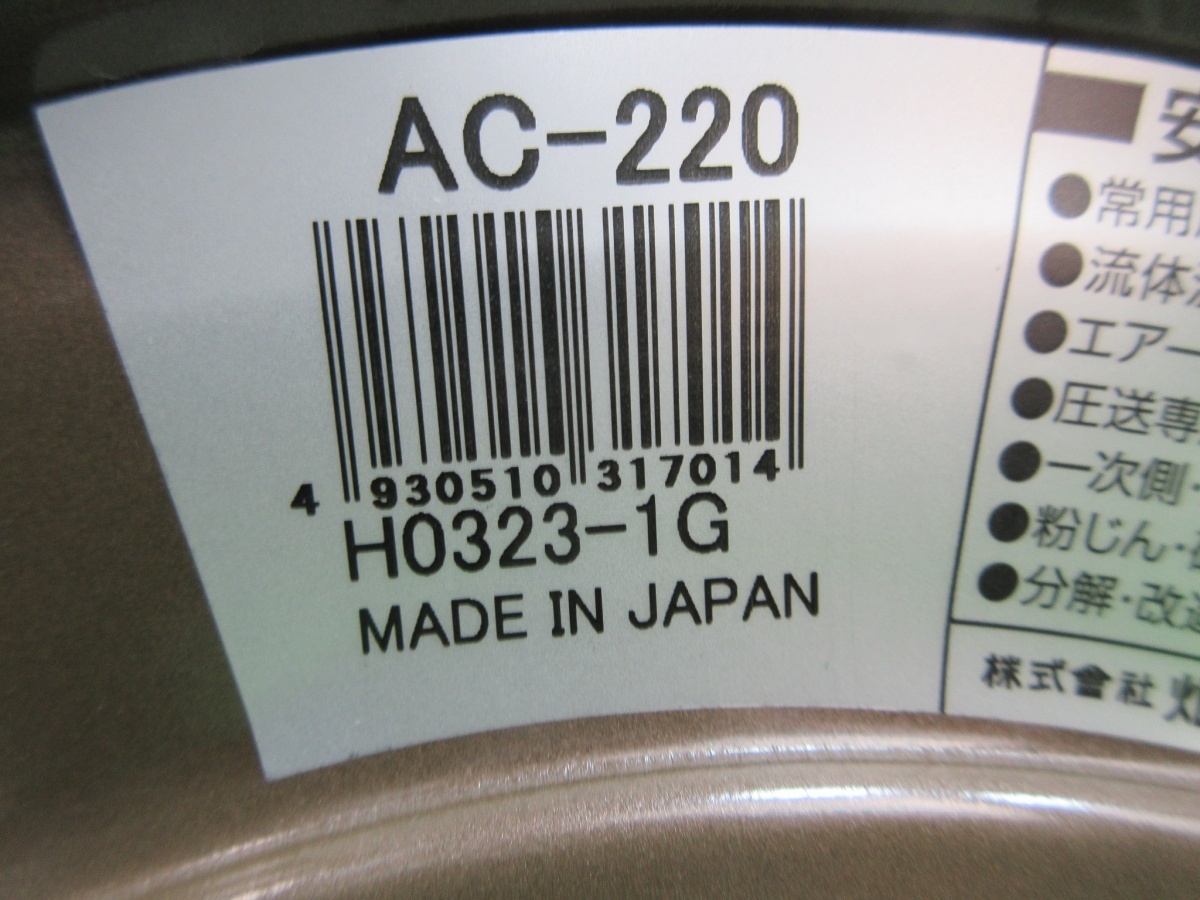 AC-220
4 930510 317014
H0323-1G
MADE IN JAPAN
■安
●常用
●流体
●エアー
●圧送専
●一次側
●粉じん・
●分解・改造
株式會社